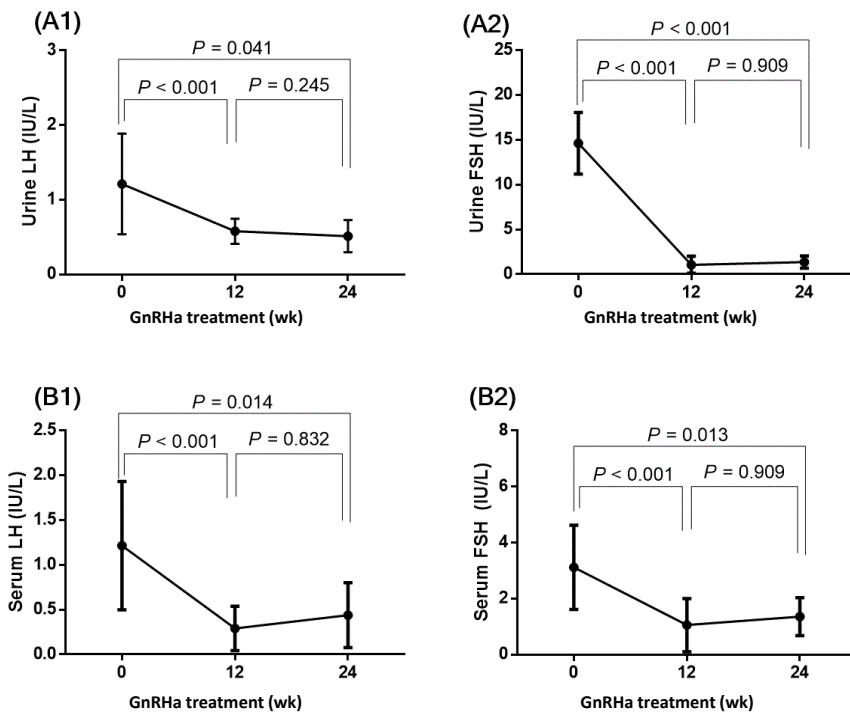 (A1)
Urine LH (IU/L)
3
2
1
0
P = 0.041
P < 0.001
P = 0.245
0 12 24
GnRHa treatment (wk)
(A2)
Urine FSH (IU/L)
25
20
15
10
5
0
P < 0.001
P < 0.001
P = 0.909
0 12 24
GnRHa treatment (wk)
(B1)
Serum LH (IU/L)
2.5
2.0
1.5
1.0
0.5
0.0
P = 0.014
P < 0.001
P = 0.832
0 12 24
GnRHa treatment (wk)
(B2)
Serum FSH (IU/L)
8
6
4
2
0
P = 0.013
P < 0.001
P = 0.909
0 12 24
GnRHa treatment (wk)